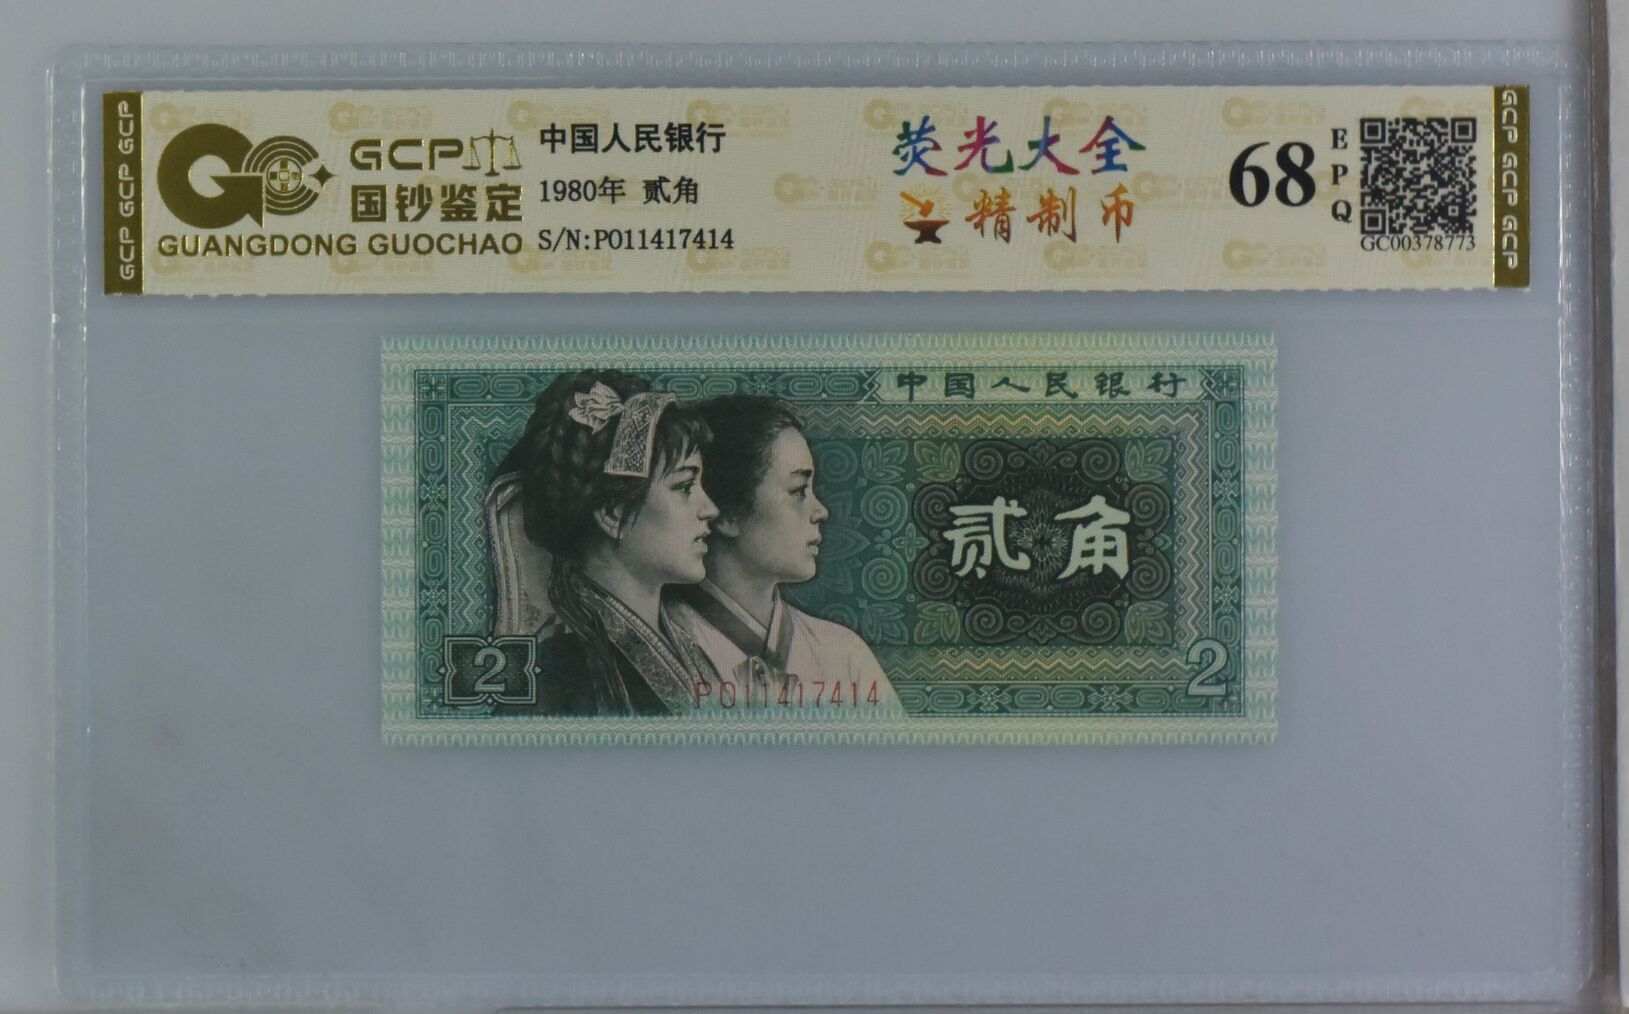 GCP GCP GCP
GCP
国钞鉴定
GUANGDONG GUOCHAO
中国人民银行
1980年 贰角
S/N:PO11417414
荧光大全
精制币
68
EPQ
GC00378773
GCP GCP GCP
中国人民银行
贰角
2
2
PO11417414